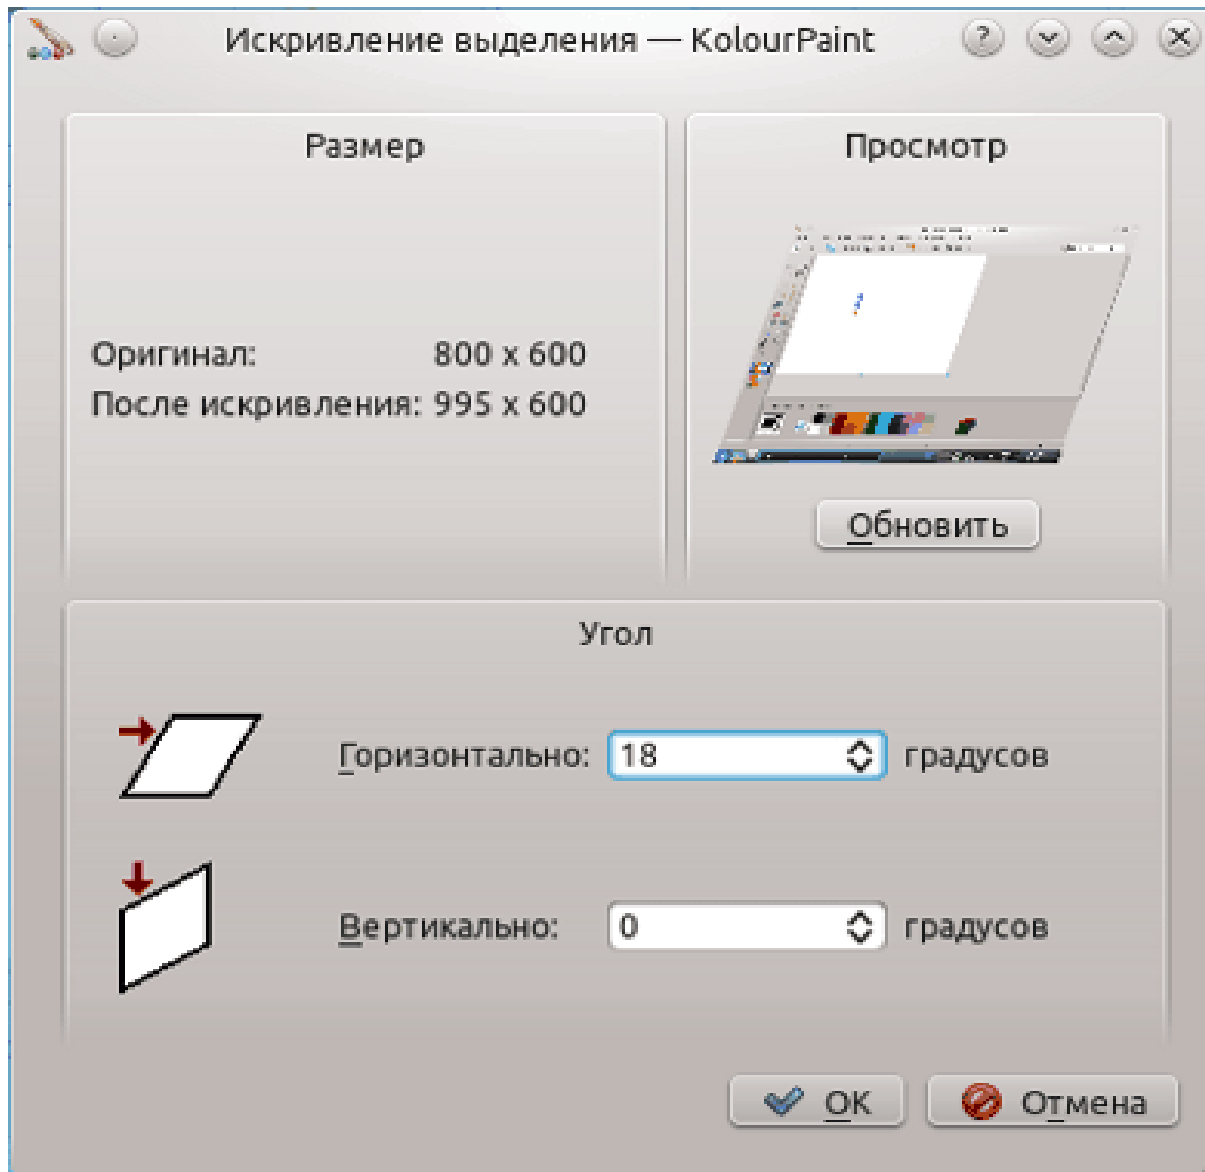 Искривление выделения — KolourPaint
Размер
Просмотр
Оригинал: 800 x 600
После искривления: 995 x 600
Обновить
Угол
Горизонтально: 18 градусов
Вертикально: 0 градусов
OK Отмена